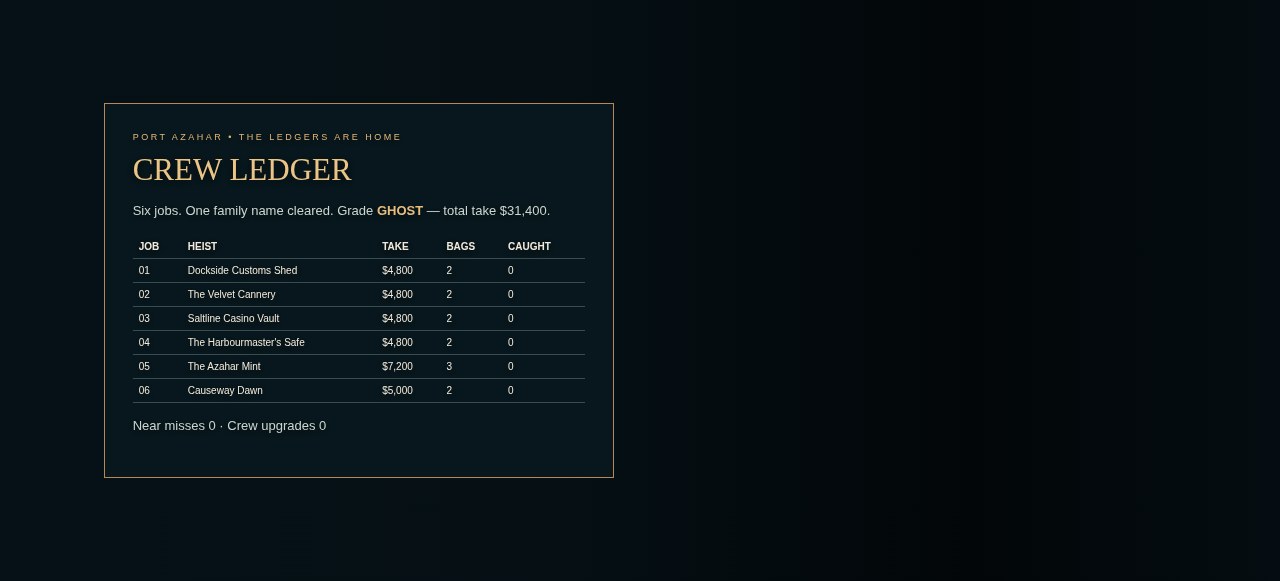 PORT AZAHAR • THE LEDGERS ARE HOME
CREW LEDGER
Six jobs. One family name cleared. Grade GHOST — total take $31,400.
JOB HEIST TAKE BAGS CAUGHT
01 Dockside Customs Shed $4,800 2 0
02 The Velvet Cannery $4,800 2 0
03 Saltline Casino Vault $4,800 2 0
04 The Harbourmaster's Safe $4,800 2 0
05 The Azahar Mint $7,200 3 0
06 Causeway Dawn $5,000 2 0
Near misses 0 · Crew upgrades 0